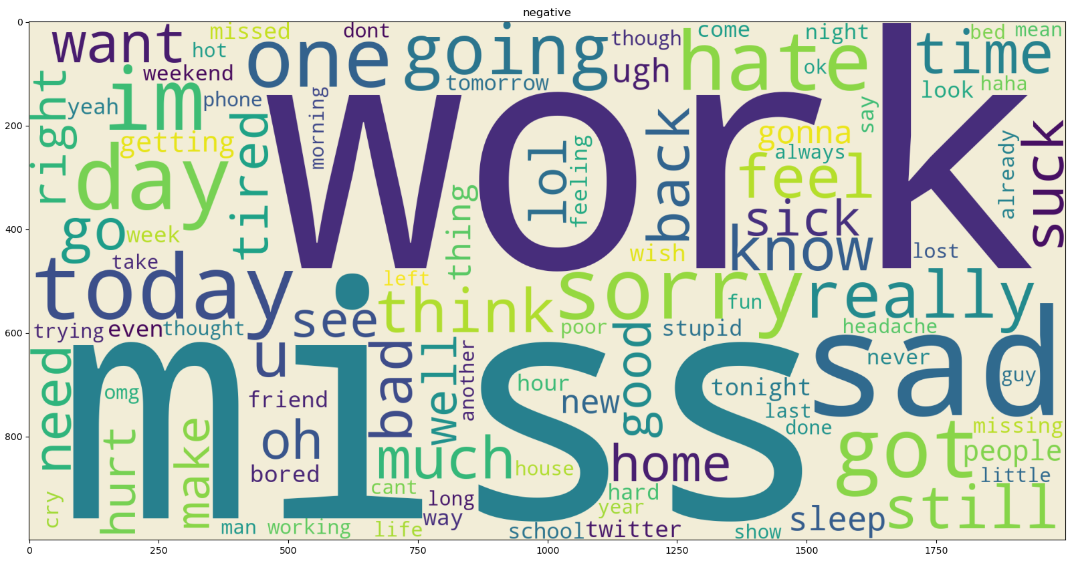 negative
0
200
400
600
800
0
250
500
750
1000
1250
1500
1750
want
hot
missed
dont
one
going
though
come
night
bed
mean
weekend
tomorrow
ugh
hate
ok
time
yeah
im
phone
look
haha
right
getting
morning
work
say
day
tired
lol
feeling
back
gonna
always
feel
already
suck
go
week
thing
sick
take
wish
know
lost
today
left
see
think
sorry
fun
really
trying
even
thought
poor
stupid
headache
need
miss
u
bad
well
another
good
sad
never
guy
omg
friend
hour
new
tonight
last
done
missing
oh
bored
much
house
home
got
people
little
hurt
make
cant
long
way
hard
year
still
cry
man
working
life
school
twitter
show
sleep